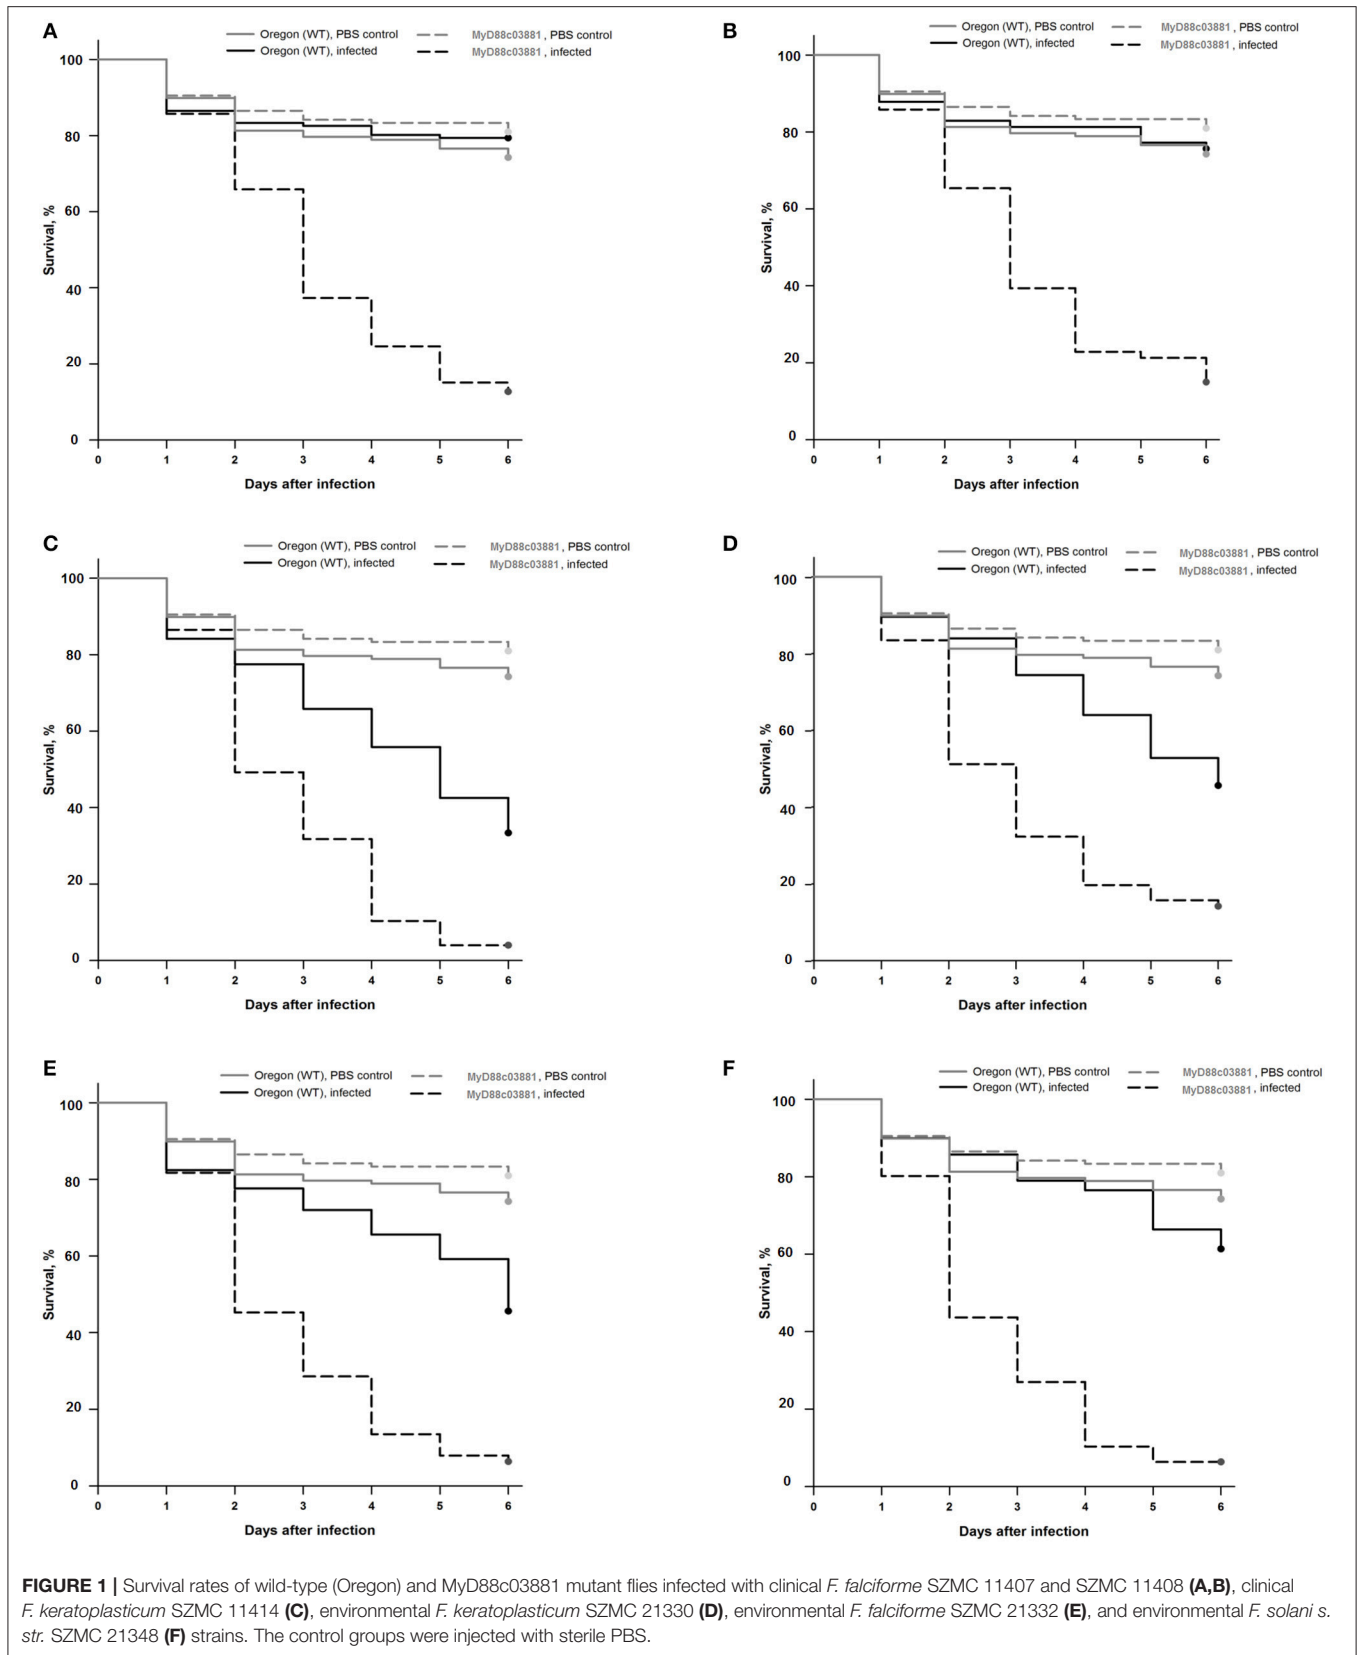 A
Oregon (WT), PBS control
MyD88c03881, PBS control
Oregon (WT), infected
MyD88c03881, infected
100
80
60
40
20
0
Survival, %
0 1 2 3 4 5 6
Days after infection
B
Oregon (WT), PBS control
MyD88c03881, PBS control
Oregon (WT), infected
MyD88c03881, infected
100
80
60
40
20
0
Survival, %
0 1 2 3 4 5 6
Days after infection
C
Oregon (WT), PBS control
MyD88c03881, PBS control
Oregon (WT), infected
MyD88c03881, infected
100
80
60
40
20
0
Survival, %
0 1 2 3 4 5 6
Days after infection
D
Oregon (WT), PBS control
MyD88c03881, PBS control
Oregon (WT), infected
MyD88c03881, infected
100
80
60
40
20
0
Survival, %
0 1 2 3 4 5 6
Days after infection
E
Oregon (WT), PBS control
MyD88c03881, PBS control
Oregon (WT), infected
MyD88c03881, infected
100
80
60
40
20
0
Survival, %
0 1 2 3 4 5 6
Days after infection
F
Oregon (WT), PBS control
MyD88c03881, PBS control
Oregon (WT), infected
MyD88c03881, infected
100
80
60
40
20
0
Survival, %
0 1 2 3 4 5 6
Days after infection
FIGURE 1 | Survival rates of wild-type (Oregon) and MyD88c03881 mutant flies infected with clinical F. falciforme SZMC 11407 and SZMC 11408 (A,B), clinical
F. keratoplasticum SZMC 11414 (C), environmental F. keratoplasticum SZMC 21330 (D), environmental F. falciforme SZMC 21332 (E), and environmental F. solani s.
str. SZMC 21348 (F) strains. The control groups were injected with sterile PBS.